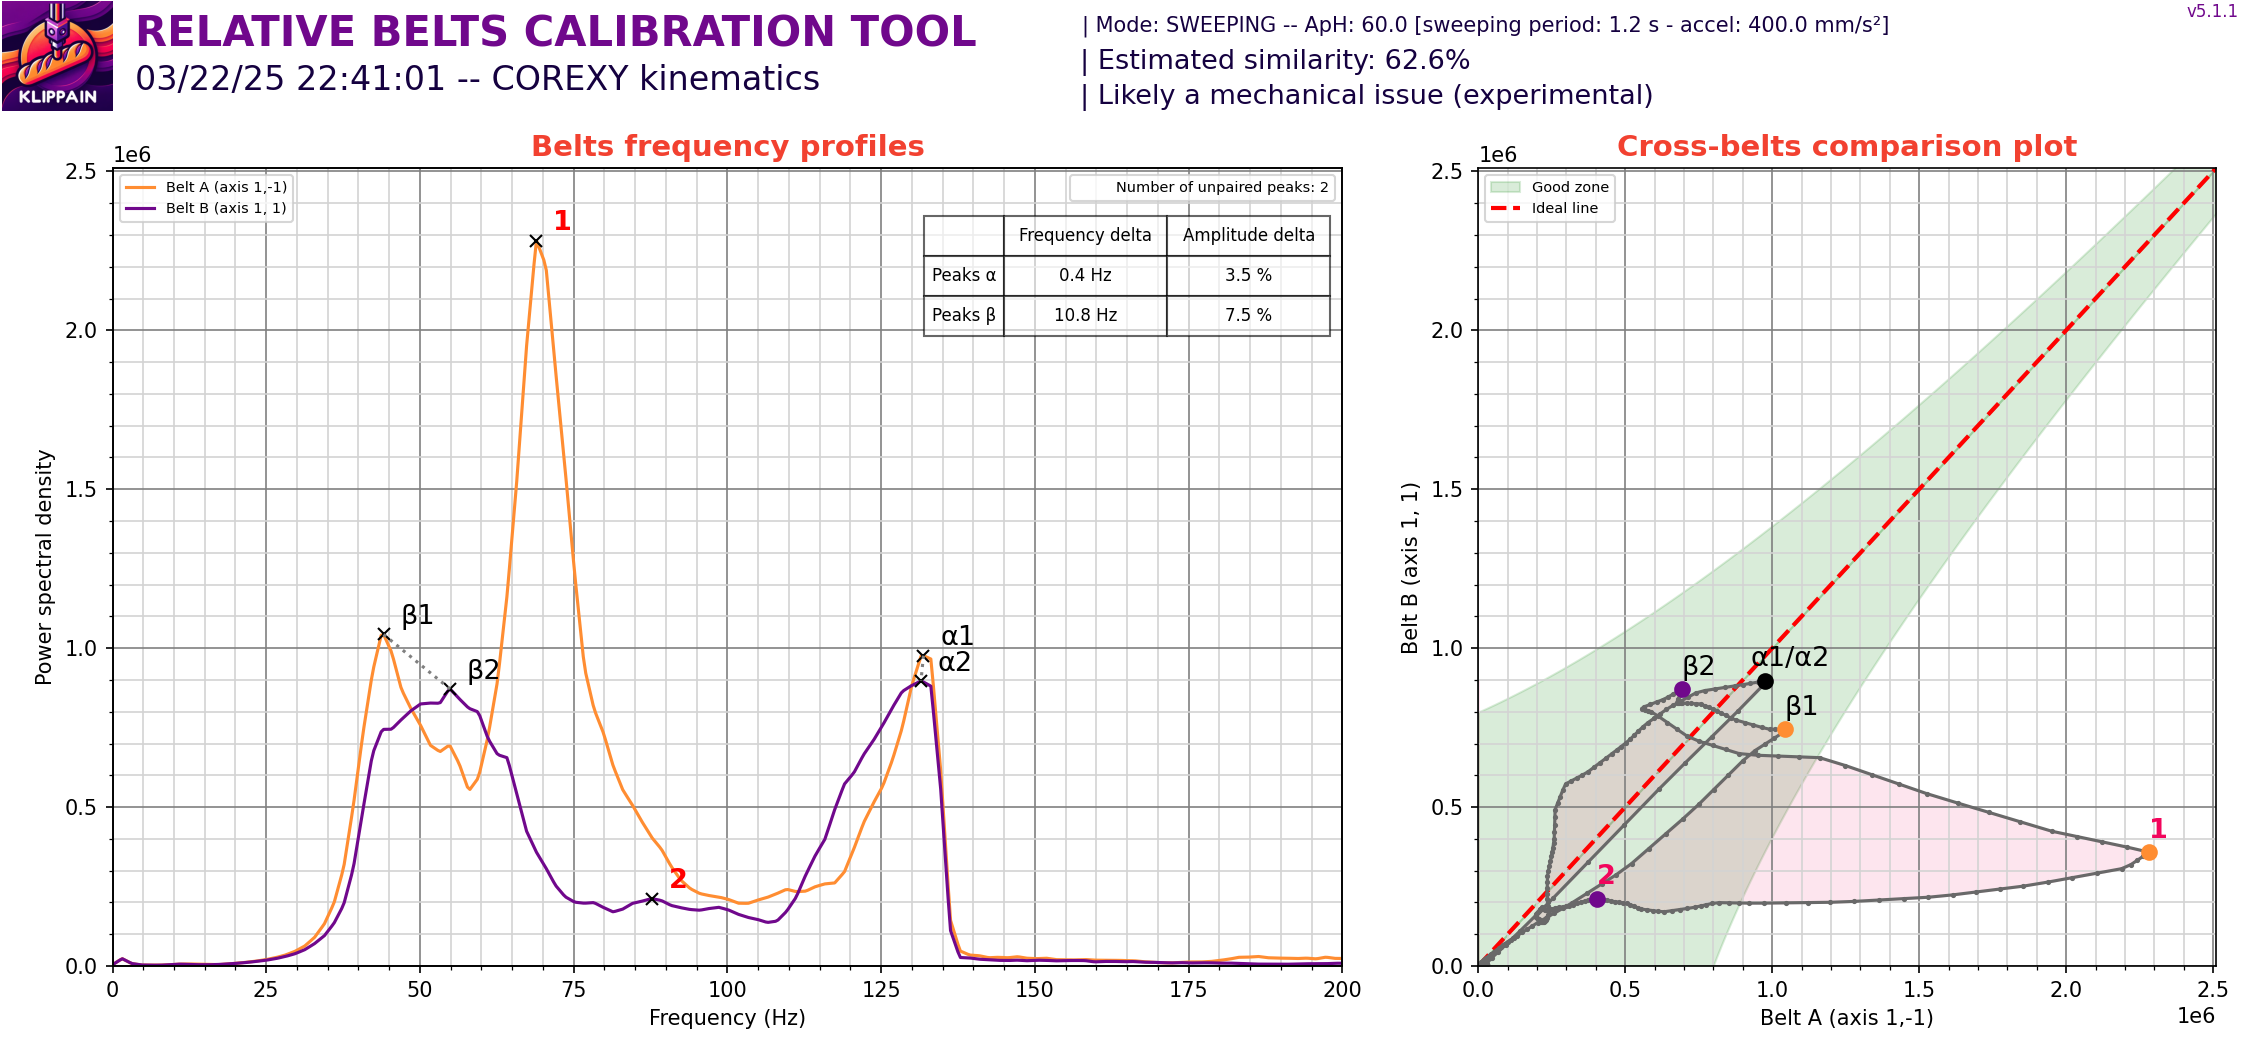 KLIPPAIN
RELATIVE BELTS CALIBRATION TOOL
03/22/25 22:41:01 -- COREXY kinematics
| Mode: SWEEPING -- ApH: 60.0 [sweeping period: 1.2 s - accel: 400.0 mm/s²]
| Estimated similarity: 62.6%
| Likely a mechanical issue (experimental)
v5.1.1
Belts frequency profiles
1e6
2.5
2.0
1.5
1.0
0.5
0.0
Power spectral density
Belt A (axis 1,-1)
Belt B (axis 1, 1)
Number of unpaired peaks: 2
Frequency delta Amplitude delta
Peaks α 0.4 Hz 3.5 %
Peaks β 10.8 Hz 7.5 %
1
β1
β2
α1
α2
2
0 25 50 75 100 125 150 175 200
Frequency (Hz)
Cross-belts comparison plot
1e6
2.5
2.0
1.5
1.0
0.5
0.0
Belt B (axis 1, 1)
Good zone
Ideal line
β2
α1/α2
β1
1
2
0.0 0.5 1.0 1.5 2.0 2.5
Belt A (axis 1,-1)
1e6